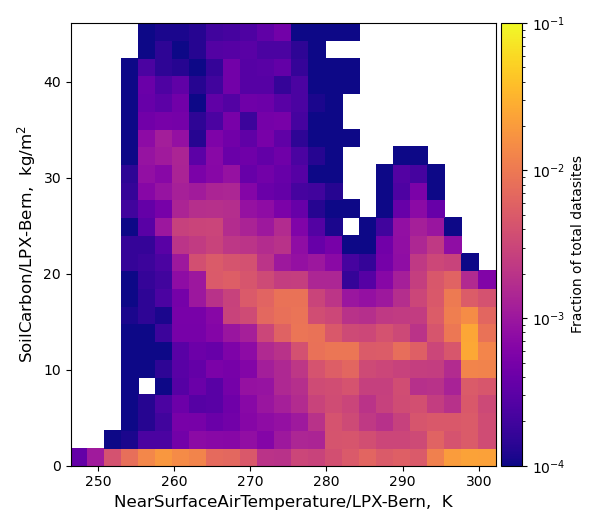 10⁻¹
10⁻²
10⁻³
10⁻⁴
Fraction of total datasites
40
30
20
10
0
SoilCarbon/LPX-Bern, kg/m²
250 260 270 280 290 300
NearSurfaceAirTemperature/LPX-Bern, K